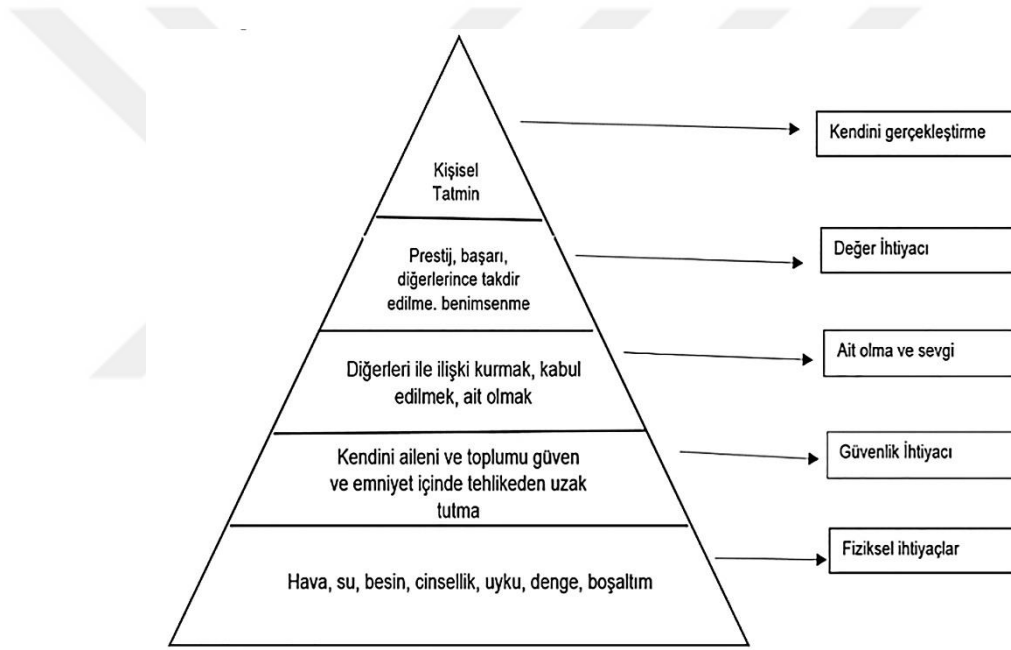 Kendini gerçekleştirme
Kişisel
Tatmin
Değer İhtiyacı
Prestij, başarı,
diğerlerince takdir
edilme. benimsenme
Ait olma ve sevgi
Diğerleri ile ilişki kurmak, kabul
edilmek, ait olmak
Güvenlik İhtiyacı
Kendini aileni ve toplumu güven
ve emniyet içinde tehlikeden uzak
tutma
Fiziksel ihtiyaçlar
Hava, su, besin, cinsellik, uyku, denge, boşaltım